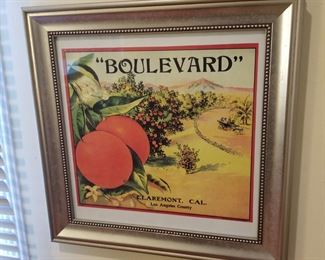 "BOULEVARD"
CLAREMONT, CAL.
Los Angeles County